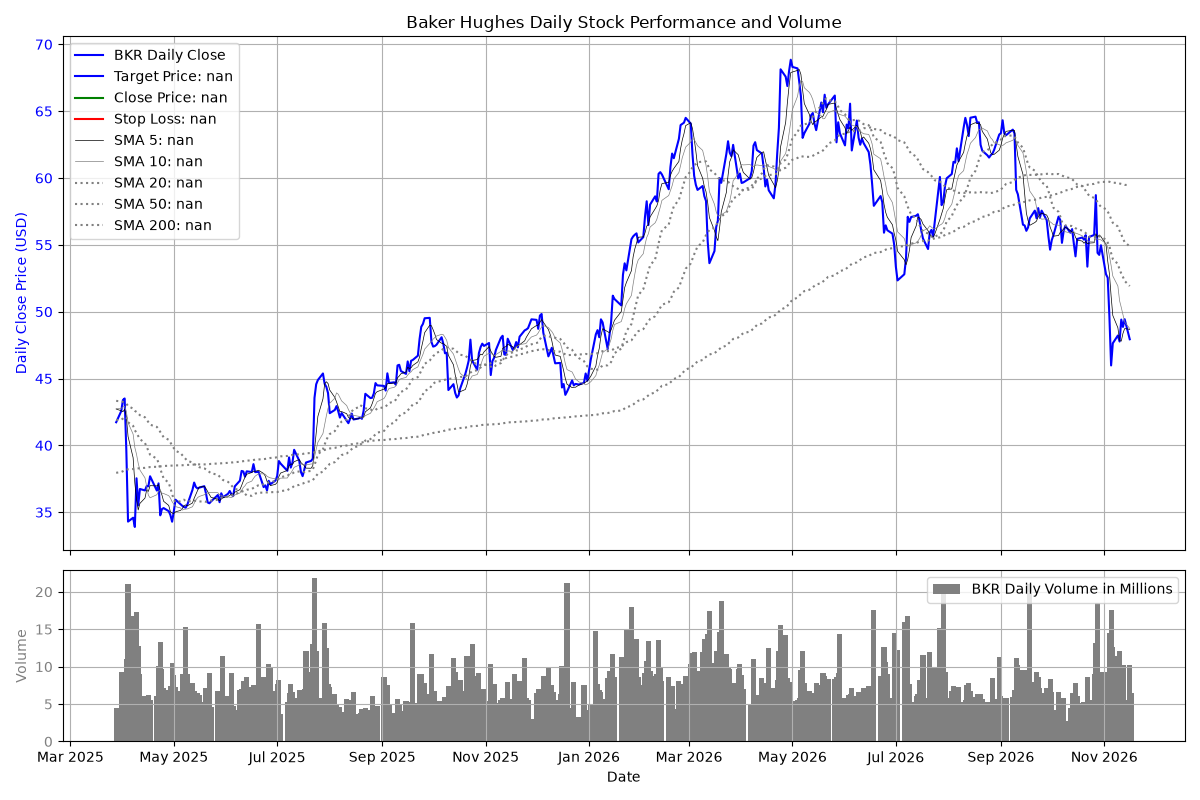 Baker Hughes Daily Stock Performance and Volume
Daily Close Price (USD)
70
65
60
55
50
45
40
35
BKR Daily Close
Target Price: nan
Close Price: nan
Stop Loss: nan
SMA 5: nan
SMA 10: nan
SMA 20: nan
SMA 50: nan
SMA 200: nan
Volume
20
15
10
5
0
BKR Daily Volume in Millions
Mar 2025 May 2025 Jul 2025 Sep 2025 Nov 2025 Jan 2026 Mar 2026 May 2026 Jul 2026 Sep 2026 Nov 2026
Date